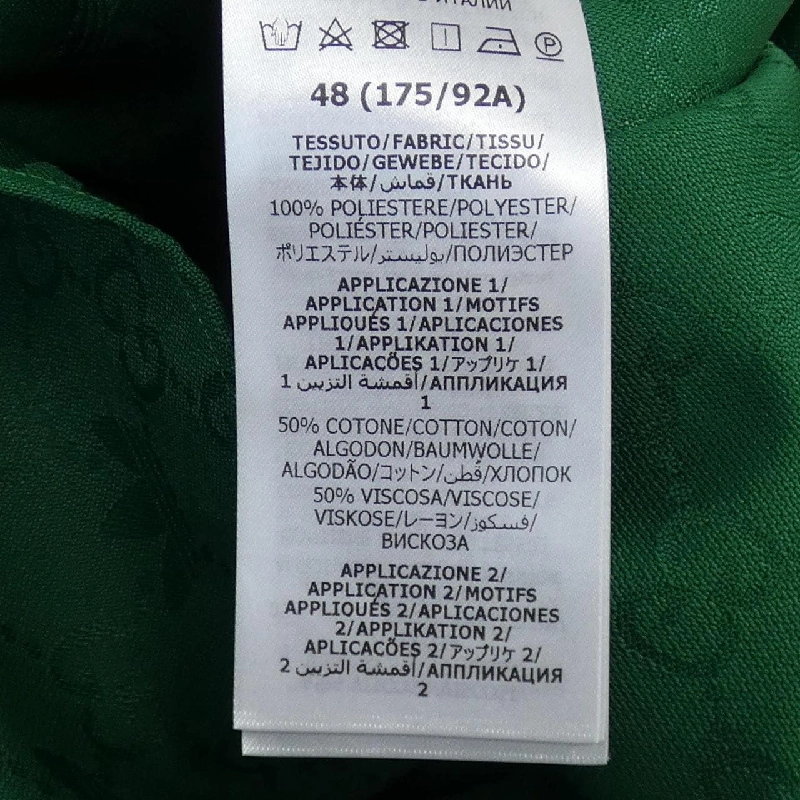 ИТАЛИИ
P
48 (175/92A)
TESSUTO/FABRIC/TISSU/
TEJIDO/GEWEBE/TECIDO/
本体/قماش/ТКАНЬ
100% POLIESTERE/POLYESTER/
POLIÉSTER/POLIESTER/
ポリエステル/بوليستر/ПОЛИЭСТЕР
APPLICAZIONE 1/
APPLICATION 1/MOTIFS
APPLIQUÉS 1/APLICACIONES
1/APPLIKATION 1/
APLICAÇÕES 1/アップリケ 1/
أقمشة التزيين 1/АППЛИКАЦИЯ
1
50% COTONE/COTTON/COTON/
ALGODON/BAUMWOLLE/
ALGODÃO/コットン/قطن/ХЛОПОК
50% VISCOSA/VISCOSE/
VISKOSE/レーヨン/فسكوز/
ВИСКОЗА
APPLICAZIONE 2/
APPLICATION 2/MOTIFS
APPLIQUÉS 2/APLICACIONES
2/APPLIKATION 2/
APLICAÇÕES 2/アップリケ 2/
أقمشة التزيين 2/АППЛИКАЦИЯ
2